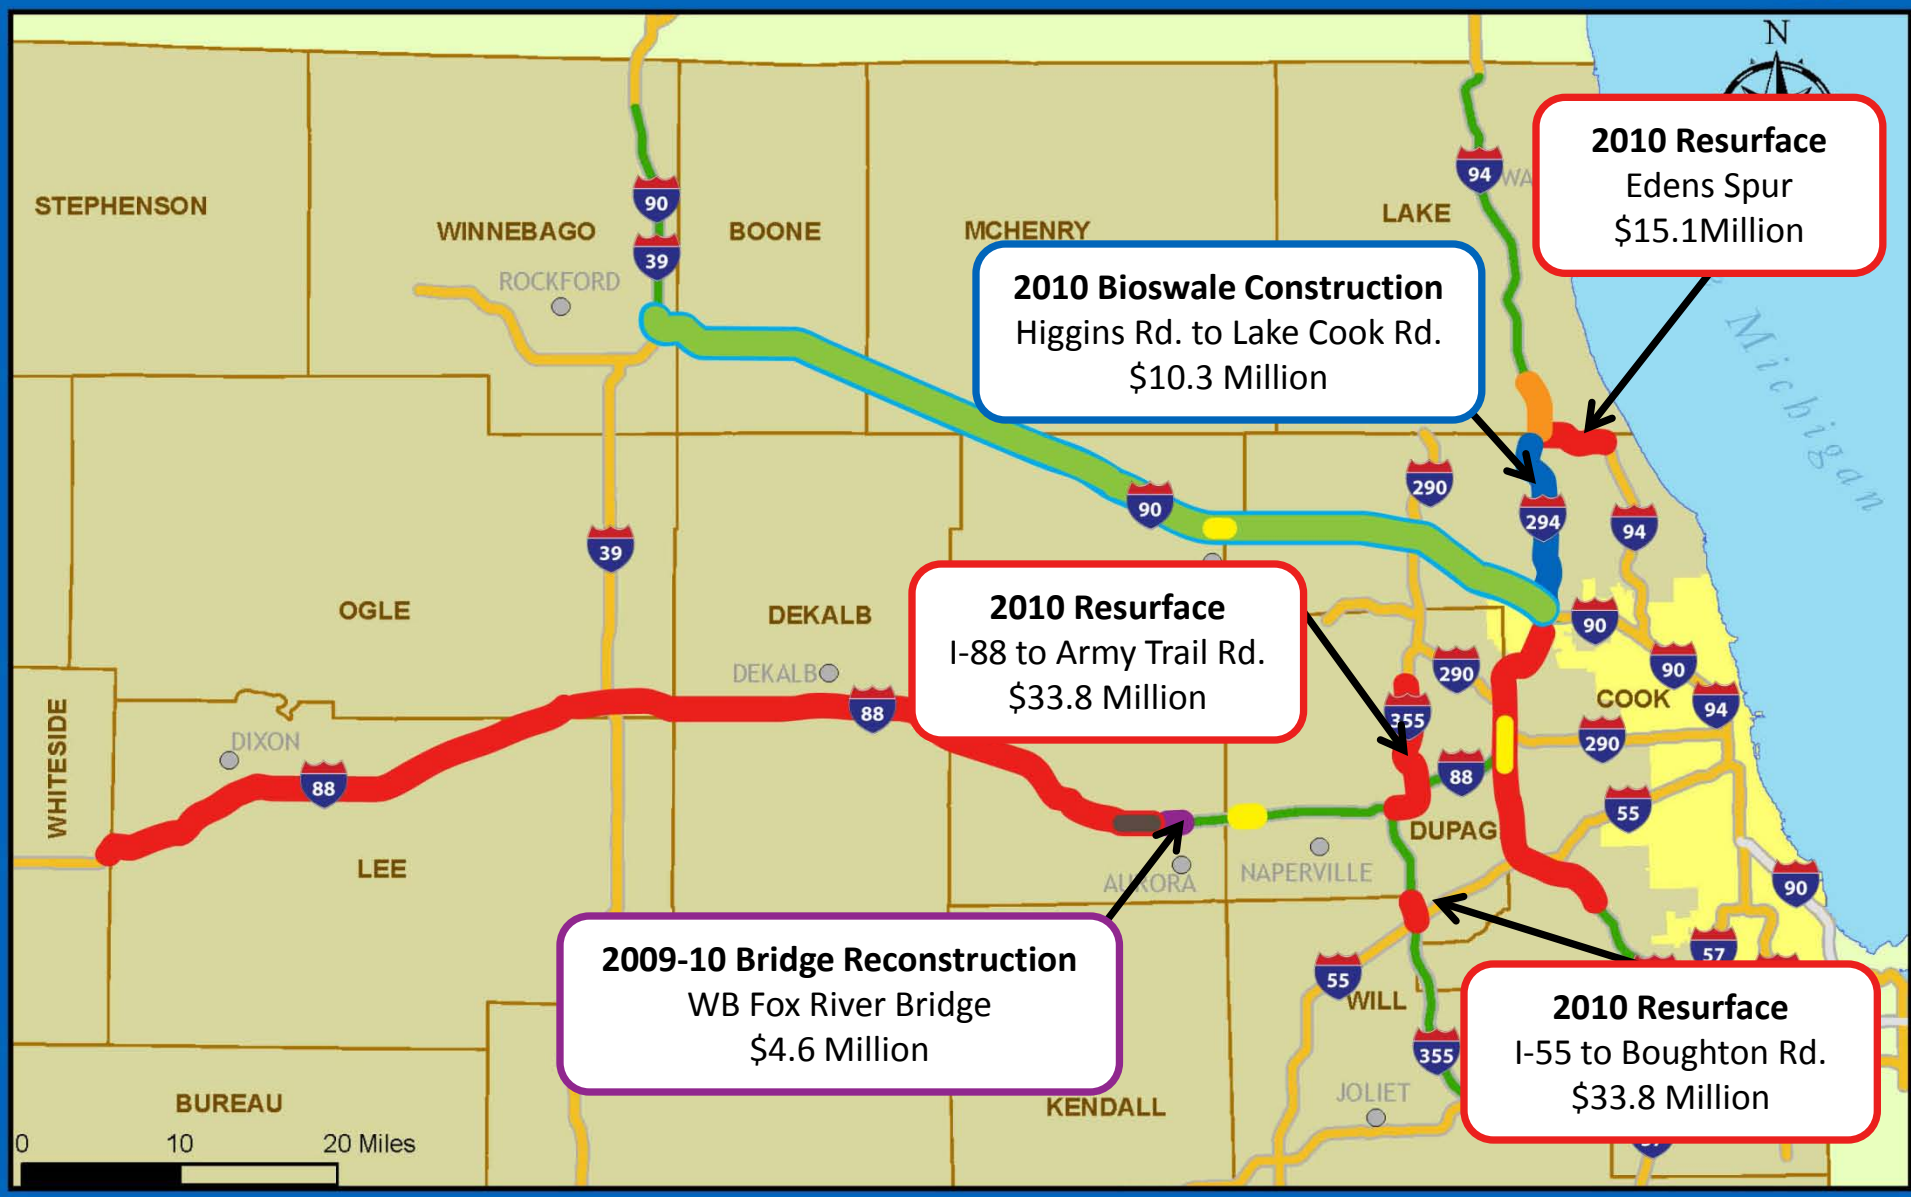 N
2010 Resurface
Edens Spur
$15.1Million
94
WA
90
STEPHENSON
WINNEBAGO
BOONE
MCHENRY
LAKE
39
ROCKFORD
2010 Bioswale Construction
Higgins Rd. to Lake Cook Rd.
$10.3 Million
Michigan
290
90
294
94
39
OGLE
DEKALB
2010 Resurface
I-88 to Army Trail Rd.
$33.8 Million
90
290
90
COOK
94
DEKALB
88
355
290
WHITESIDE
DIXON
88
88
55
DUPAG
LEE
AURORA
NAPERVILLE
90
2009-10 Bridge Reconstruction
WB Fox River Bridge
$4.6 Million
57
55
WILL
2010 Resurface
I-55 to Boughton Rd.
$33.8 Million
355
BUREAU
KENDALL
JOLIET
0 10 20 Miles